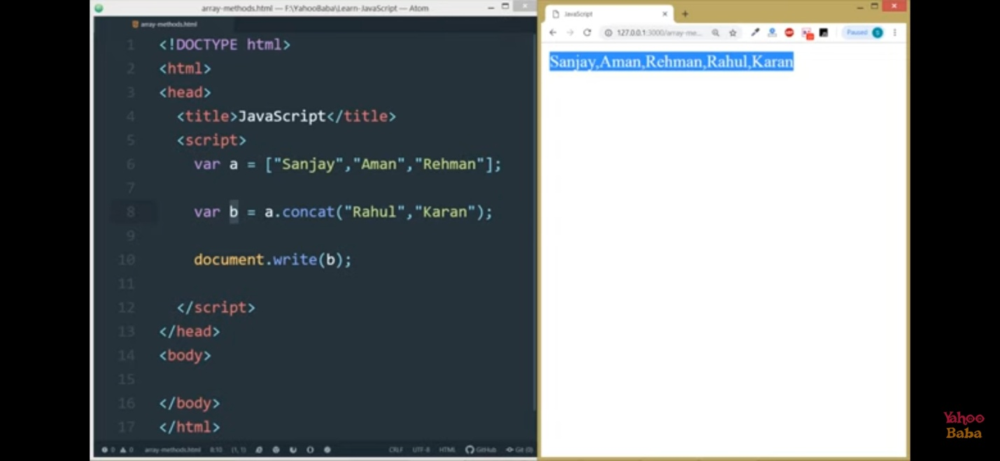 array-methods.html — F:\YahooBaba\Learn-JavaScript — Atom
array-methods.html
1 <!DOCTYPE html>
2 <html>
3 <head>
4 <title>JavaScript</title>
5 <script>
6 var a = ["Sanjay","Aman","Rehman"];
7
8 var b = a.concat("Rahul","Karan");
9
10 document.write(b);
11
12 </script>
13 </head>
14 <body>
15
16 </body>
17 </html>
0 0 array-methods.html 8:10 (1, 1) CRLF UTF-8 HTML GitHub Git (0)
JavaScript
127.0.0.1:3000/array-me... Paused S
Sanjay,Aman,Rehman,Rahul,Karan
Yahoo
Baba